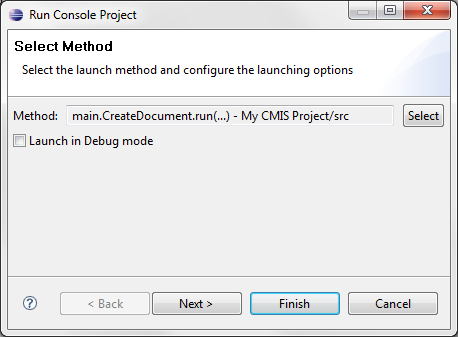 Run Console Project
Select Method
Select the launch method and configure the launching options
Method: main.CreateDocument.run(...) - My CMIS Project/src Select
Launch in Debug mode
? < Back Next > Finish Cancel